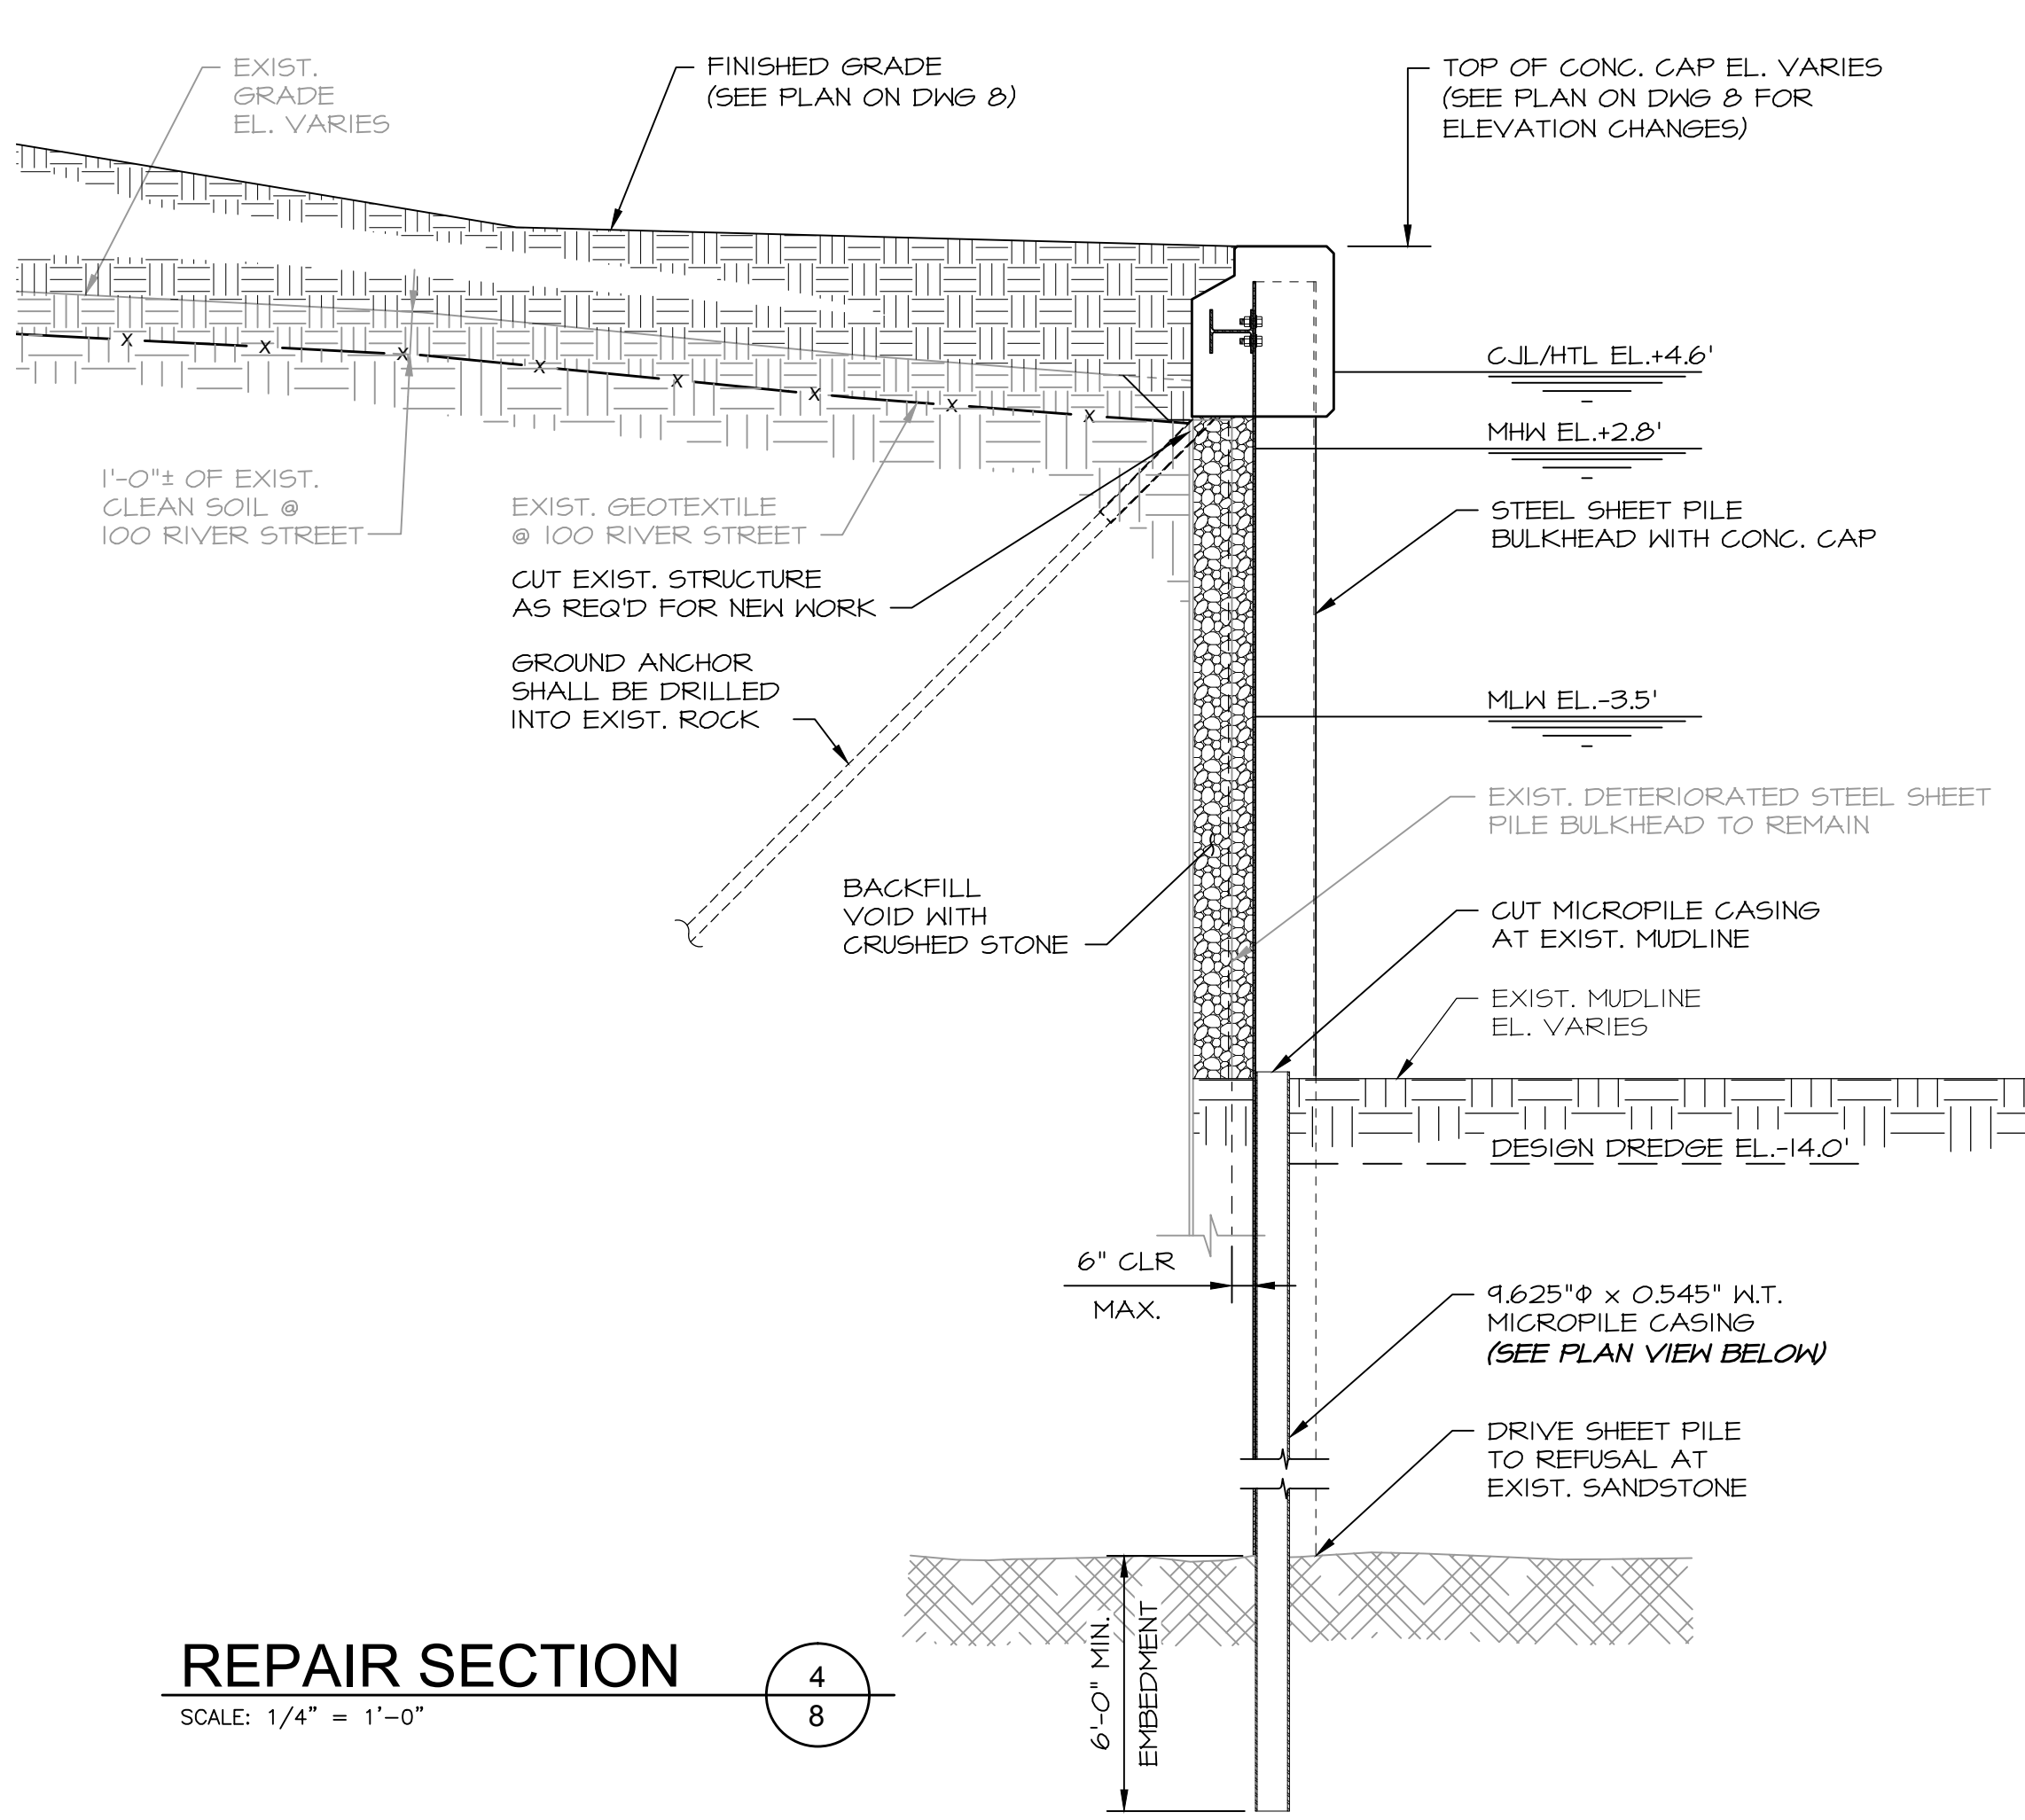 EXIST.
GRADE
EL. VARIES
FINISHED GRADE
(SEE PLAN ON DWG 8)
TOP OF CONC. CAP EL. VARIES
(SEE PLAN ON DWG 8 FOR
ELEVATION CHANGES)
X X X X X X X X
CJL/HTL EL.+4.6'
MHW EL.+2.8'
1'-0"± OF EXIST.
CLEAN SOIL @
100 RIVER STREET
EXIST. GEOTEXTILE
@ 100 RIVER STREET
STEEL SHEET PILE
BULKHEAD WITH CONC. CAP
CUT EXIST. STRUCTURE
AS REQ'D FOR NEW WORK
GROUND ANCHOR
SHALL BE DRILLED
INTO EXIST. ROCK
MLW EL.-3.5'
EXIST. DETERIORATED STEEL SHEET
PILE BULKHEAD TO REMAIN
BACKFILL
VOID WITH
CRUSHED STONE
CUT MICROPILE CASING
AT EXIST. MUDLINE
EXIST. MUDLINE
EL. VARIES
DESIGN DREDGE EL.-14.0'
6" CLR
MAX.
9.625"Φ x 0.545" W.T.
MICROPILE CASING
(SEE PLAN VIEW BELOW)
DRIVE SHEET PILE
TO REFUSAL AT
EXIST. SANDSTONE
6'-0" MIN.
EMBEDMENT
REPAIR SECTION
SCALE: 1/4" = 1'-0"
4
8